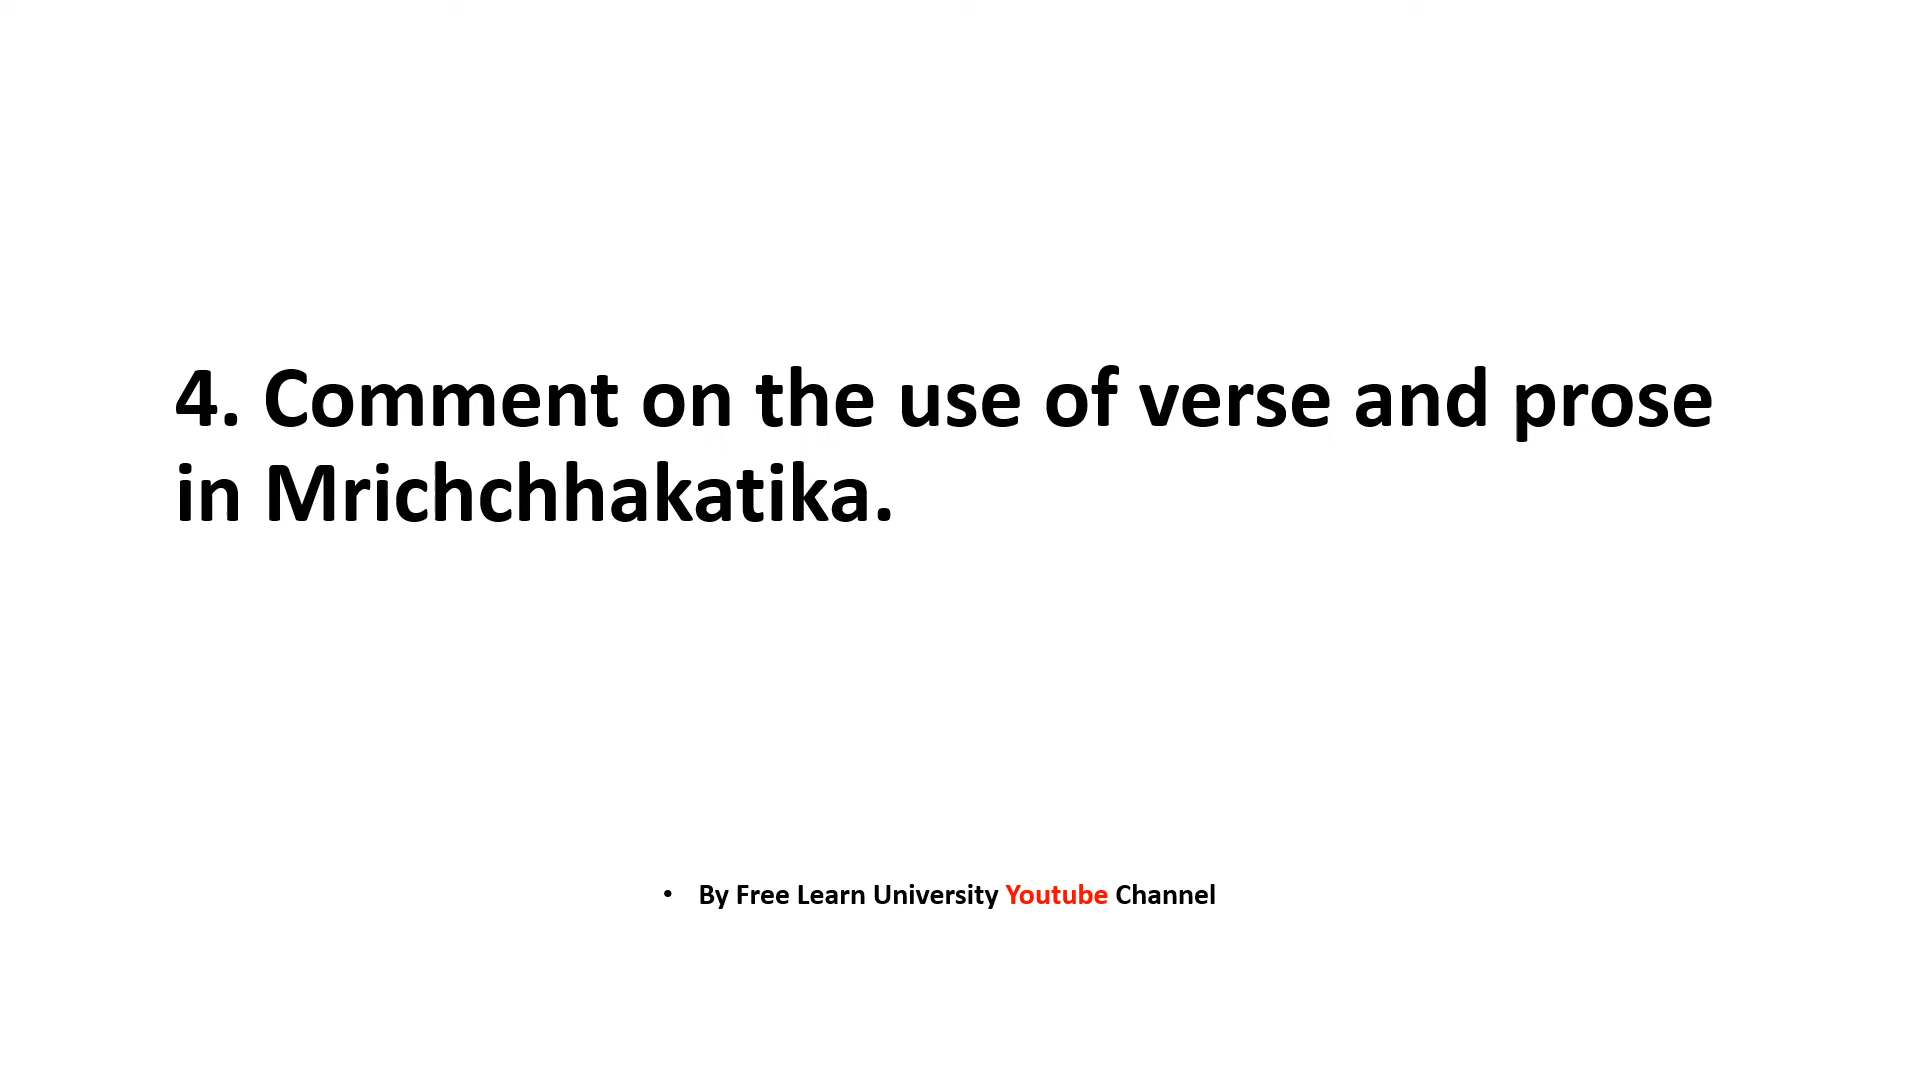 4. Comment on the use of verse and prose
in Mrichchhakatika.
• By Free Learn University Youtube Channel